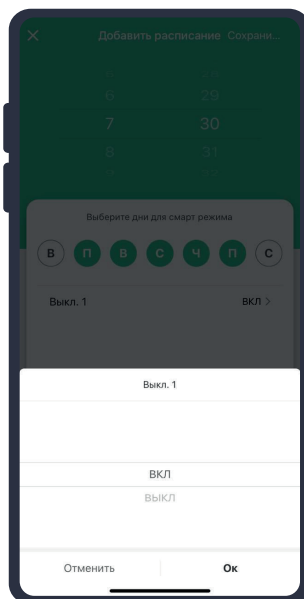 Добавить расписание Сохрани...
6 29
7 30
8 31
Выберите дни для смарт режима
В П В С Ч П С
Выкл. 1 ВКЛ >
Выкл. 1
ВКЛ
ВЫКЛ
Отменить Ок